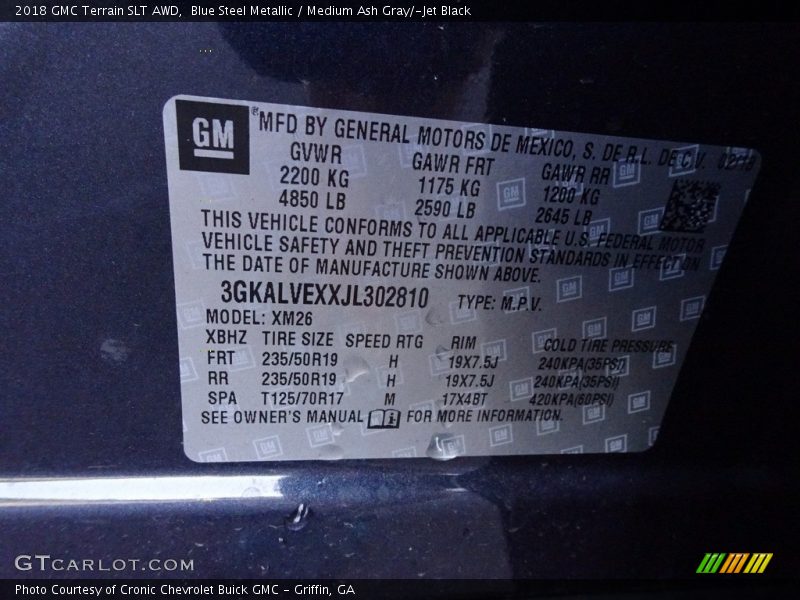 2018 GMC Terrain SLT AWD,  Blue Steel Metallic / Medium Ash Gray/­Jet Black
GM ® MFD BY GENERAL MOTORS DE MEXICO, S. DE R.L. DE C.V. 02/18
GVWR GAWR FRT GAWR RR
2200 KG 1175 KG 1200 KG
4850 LB 2590 LB 2645 LB
THIS VEHICLE CONFORMS TO ALL APPLICABLE U.S. FEDERAL MOTOR
VEHICLE SAFETY AND THEFT PREVENTION STANDARDS IN EFFECT ON
THE DATE OF MANUFACTURE SHOWN ABOVE.
3GKALVEXXJL302810 TYPE: M.P.V.
MODEL: XM26
XBHZ TIRE SIZE SPEED RTG RIM COLD TIRE PRESSURE
FRT 235/50R19 H 19X7.5J 240KPA(35PSI)
RR 235/50R19 H 19X7.5J 240KPA(35PSI)
SPA T125/70R17 M 17X4BT 420KPA(60PSI)
SEE OWNER'S MANUAL FOR MORE INFORMATION.
GTCARLOT.COM
Photo Courtesy of Cronic Chevrolet Buick GMC - Griffin, GA